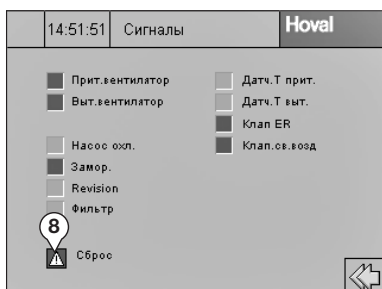 14:51:51 Сигналы Hoval
Прит.вентилятор Датч.Т прит.
Выт.вентилятор Датч.Т выт.
Клап ER
Насос охл. Клап.св.возд
Замор.
Revision
Фильтр
8
Сброс